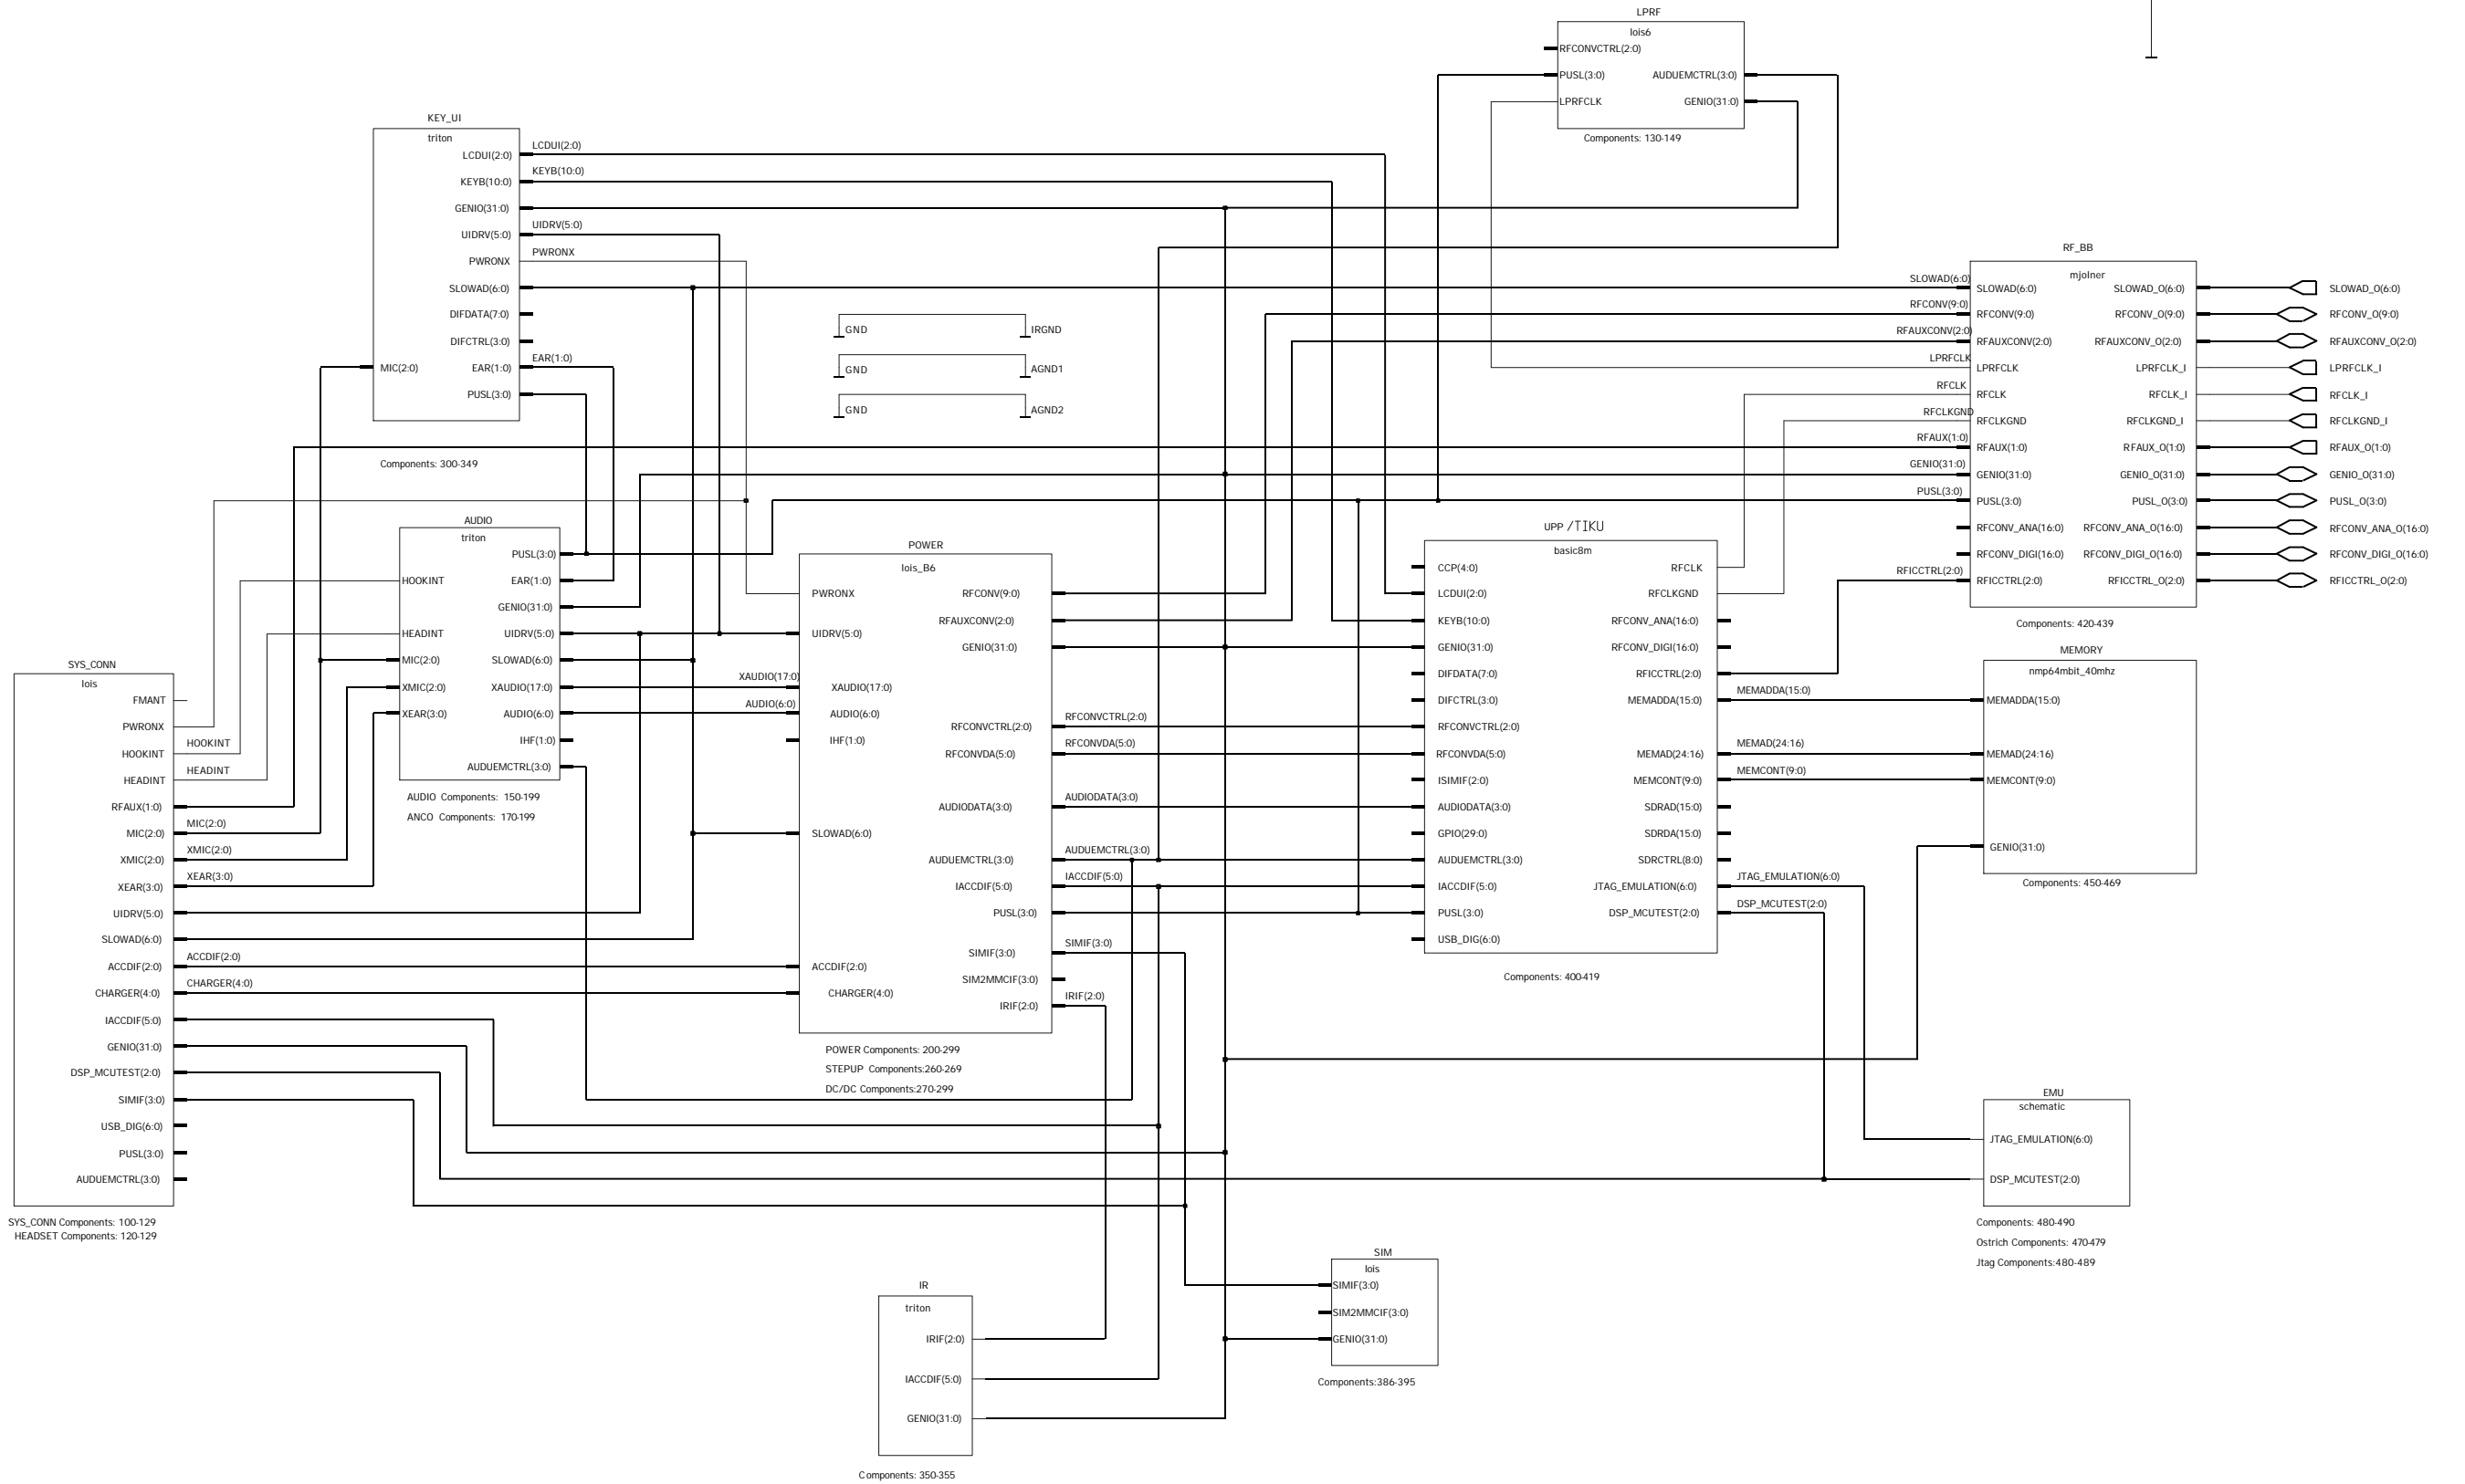 LPRF
lois6
RFCONVCTRL(2:0)
PUSL(3:0)
AUDUEMCTRL(3:0)
LPRFCLK
GENIO(31:0)
Components: 130-149
KEY_UI
triton
LCDUI(2:0)
LCDUI(2:0)
KEYB(10:0)
KEYB(10:0)
GENIO(31:0)
UIDRV(5:0)
UIDRV(5:0)
PWRONX
PWRONX
SLOWAD(6:0)
DIFDATA(7:0)
DIFCTRL(3:0)
MIC(2:0)
EAR(1:0)
EAR(1:0)
PUSL(3:0)
Components: 300-349
GND
IRGND
GND
AGND1
GND
AGND2
RF_BB
mjolner
SLOWAD(6:0)
SLOWAD(6:0)
SLOWAD_O(6:0)
SLOWAD_O(6:0)
RFCONV(9:0)
RFCONV(9:0)
RFCONV_O(9:0)
RFCONV_O(9:0)
RFAUXCONV(2:0)
RFAUXCONV(2:0)
RFAUXCONV_O(2:0)
RFAUXCONV_O(2:0)
LPRFCLK
LPRFCLK
LPRFCLK_I
LPRFCLK_I
RFCLK
RFCLK
RFCLK_I
RFCLK_I
RFCLKGND
RFCLKGND
RFCLKGND_I
RFCLKGND_I
RFAUX(1:0)
RFAUX(1:0)
RFAUX_O(1:0)
RFAUX_O(1:0)
GENIO(31:0)
GENIO(31:0)
GENIO_O(31:0)
GENIO_O(31:0)
PUSL(3:0)
PUSL(3:0)
PUSL_O(3:0)
PUSL_O(3:0)
RFCONV_ANA(16:0)
RFCONV_ANA_O(16:0)
RFCONV_ANA_O(16:0)
RFCONV_DIGI(16:0)
RFCONV_DIGI_O(16:0)
RFCONV_DIGI_O(16:0)
RFICCTRL(2:0)
RFICCTRL(2:0)
RFICCTRL_O(2:0)
RFICCTRL_O(2:0)
Components: 420-439
AUDIO
triton
PUSL(3:0)
HOOKINT
EAR(1:0)
GENIO(31:0)
HEADINT
UIDRV(5:0)
MIC(2:0)
SLOWAD(6:0)
XMIC(2:0)
XAUDIO(17:0)
XEAR(3:0)
AUDIO(6:0)
IHF(1:0)
AUDUEMCTRL(3:0)
AUDIO Components: 150-199
ANCO Components: 170-199
POWER
lois_B6
PWRONX
RFCONV(9:0)
RFAUXCONV(2:0)
UIDRV(5:0)
GENIO(31:0)
XAUDIO(17:0)
XAUDIO(17:0)
AUDIO(6:0)
AUDIO(6:0)
RFCONVCTRL(2:0)
RFCONVCTRL(2:0)
IHF(1:0)
RFCONVDA(5:0)
RFCONVDA(5:0)
AUDIODATA(3:0)
AUDIODATA(3:0)
SLOWAD(6:0)
AUDUEMCTRL(3:0)
AUDUEMCTRL(3:0)
IACCDIF(5:0)
IACCDIF(5:0)
PUSL(3:0)
SIMIF(3:0)
SIMIF(3:0)
ACCDIF(2:0)
SIM2MMCIF(3:0)
CHARGER(4:0)
IRIF(2:0)
IRIF(2:0)
POWER Components: 200-299
STEPUP Components:260-269
DC/DC Components:270-299
UPP /TIKU
basic8m
CCP(4:0)
RFCLK
LCDUI(2:0)
RFCLKGND
KEYB(10:0)
RFCONV_ANA(16:0)
GENIO(31:0)
RFCONV_DIGI(16:0)
DIFDATA(7:0)
RFICCTRL(2:0)
DIFCTRL(3:0)
MEMADDA(15:0)
MEMADDA(15:0)
RFCONVCTRL(2:0)
RFCONVDA(5:0)
MEMAD(24:16)
MEMAD(24:16)
ISIMIF(2:0)
MEMCONT(9:0)
MEMCONT(9:0)
AUDIODATA(3:0)
SDRAD(15:0)
GPIO(29:0)
SDRDA(15:0)
AUDUEMCTRL(3:0)
SDRCTRL(8:0)
IACCDIF(5:0)
JTAG_EMULATION(6:0)
JTAG_EMULATION(6:0)
PUSL(3:0)
DSP_MCUTEST(2:0)
DSP_MCUTEST(2:0)
USB_DIG(6:0)
Components: 400-419
MEMORY
nmp64mbit_40mhz
MEMADDA(15:0)
MEMAD(24:16)
MEMCONT(9:0)
GENIO(31:0)
Components: 450-469
SYS_CONN
lois
FMANT
PWRONX
HOOKINT
HOOKINT
HEADINT
HEADINT
RFAUX(1:0)
MIC(2:0)
MIC(2:0)
XMIC(2:0)
XMIC(2:0)
XEAR(3:0)
XEAR(3:0)
UIDRV(5:0)
SLOWAD(6:0)
ACCDIF(2:0)
ACCDIF(2:0)
CHARGER(4:0)
CHARGER(4:0)
IACCDIF(5:0)
GENIO(31:0)
DSP_MCUTEST(2:0)
SIMIF(3:0)
USB_DIG(6:0)
PUSL(3:0)
AUDUEMCTRL(3:0)
SYS_CONN Components: 100-129
HEADSET Components: 120-129
EMU
schematic
JTAG_EMULATION(6:0)
DSP_MCUTEST(2:0)
Components: 480-490
Ostrich Components: 470-479
Jtag Components:480-489
SIM
lois
SIMIF(3:0)
SIM2MMCIF(3:0)
GENIO(31:0)
Components:386-395
IR
triton
IRIF(2:0)
IACCDIF(5:0)
GENIO(31:0)
Components: 350-355